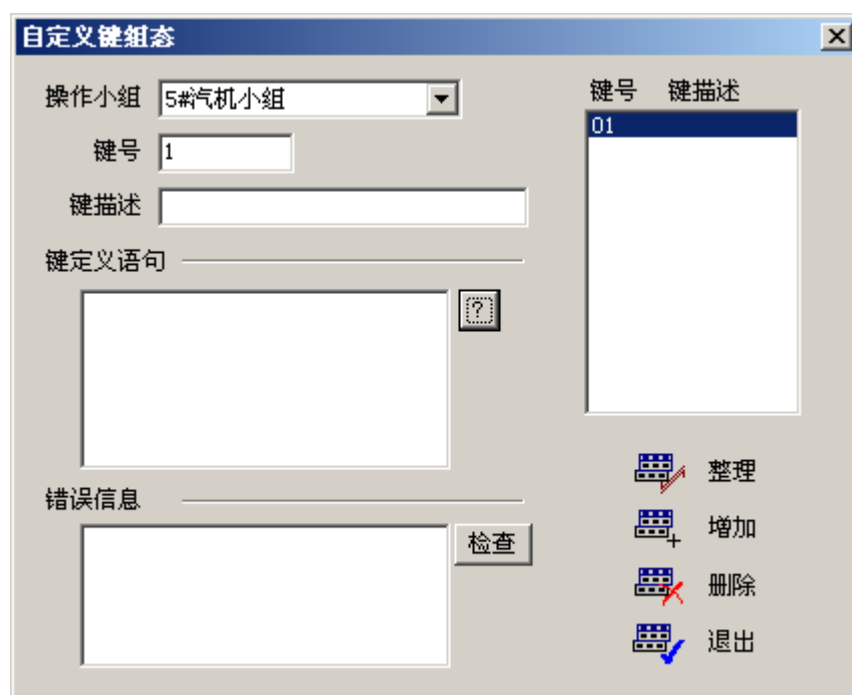 自定义键组态
操作小组 5#汽机小组
键号 1
键描述
键定义语句
?
错误信息
检查
键号 键描述
01
整理
增加
删除
退出